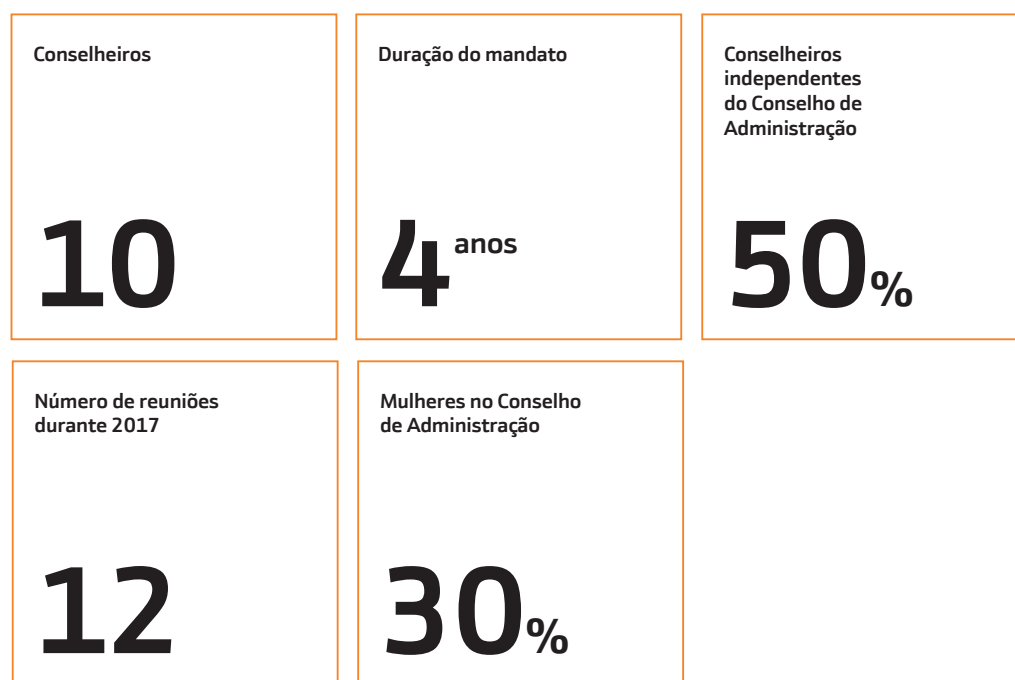 Conselheiros
10
Duração do mandato
4 anos
Conselheiros
independentes
do Conselho de
Administração
50%
Número de reuniões
durante 2017
12
Mulheres no Conselho
de Administração
30%